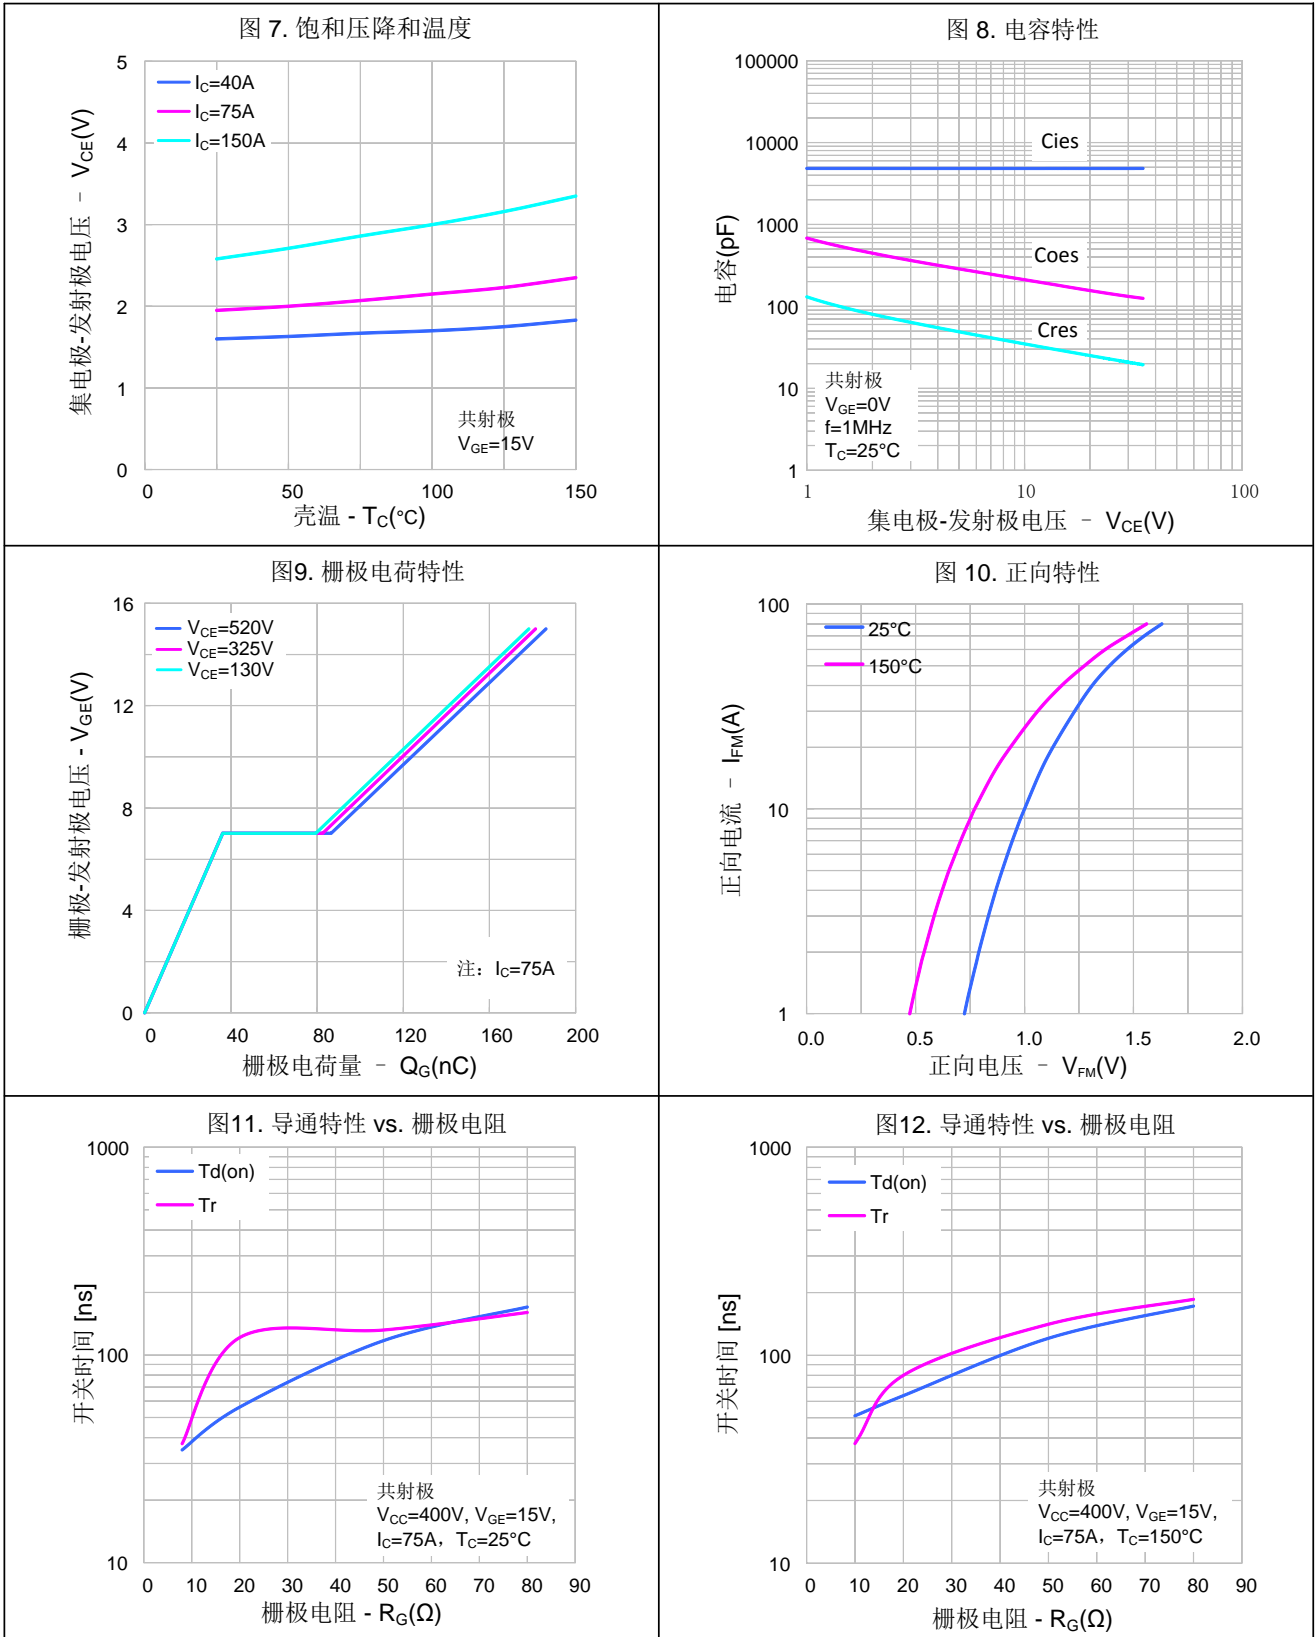 图 7. 饱和压降和温度
集电极-发射极电压 - VCE(V)
5
4
3
2
1
0
IC=40A
IC=75A
IC=150A
共射极
VGE=15V
0 50 100 150
壳温 - TC(°C)
图 8. 电容特性
电容(pF)
100000
10000
1000
100
10
1
Cies
Coes
Cres
共射极
VGE=0V
f=1MHz
TC=25°C
1 10 100
集电极-发射极电压 - VCE(V)
图9. 栅极电荷特性
栅极-发射极电压 - VGE(V)
16
12
8
4
0
VCE=520V
VCE=325V
VCE=130V
注：IC=75A
0 40 80 120 160 200
栅极电荷量 - QG(nC)
图 10. 正向特性
正向电流 - IFM(A)
100
10
1
25°C
150°C
0.0 0.5 1.0 1.5 2.0
正向电压 - VFM(V)
图11. 导通特性 vs. 栅极电阻
开关时间 [ns]
1000
100
10
Td(on)
Tr
共射极
VCC=400V, VGE=15V,
IC=75A，TC=25°C
0 10 20 30 40 50 60 70 80 90
栅极电阻 - RG(Ω)
图12. 导通特性 vs. 栅极电阻
开关时间 [ns]
1000
100
10
Td(on)
Tr
共射极
VCC=400V, VGE=15V,
IC=75A，TC=150°C
0 10 20 30 40 50 60 70 80 90
栅极电阻 - RG(Ω)